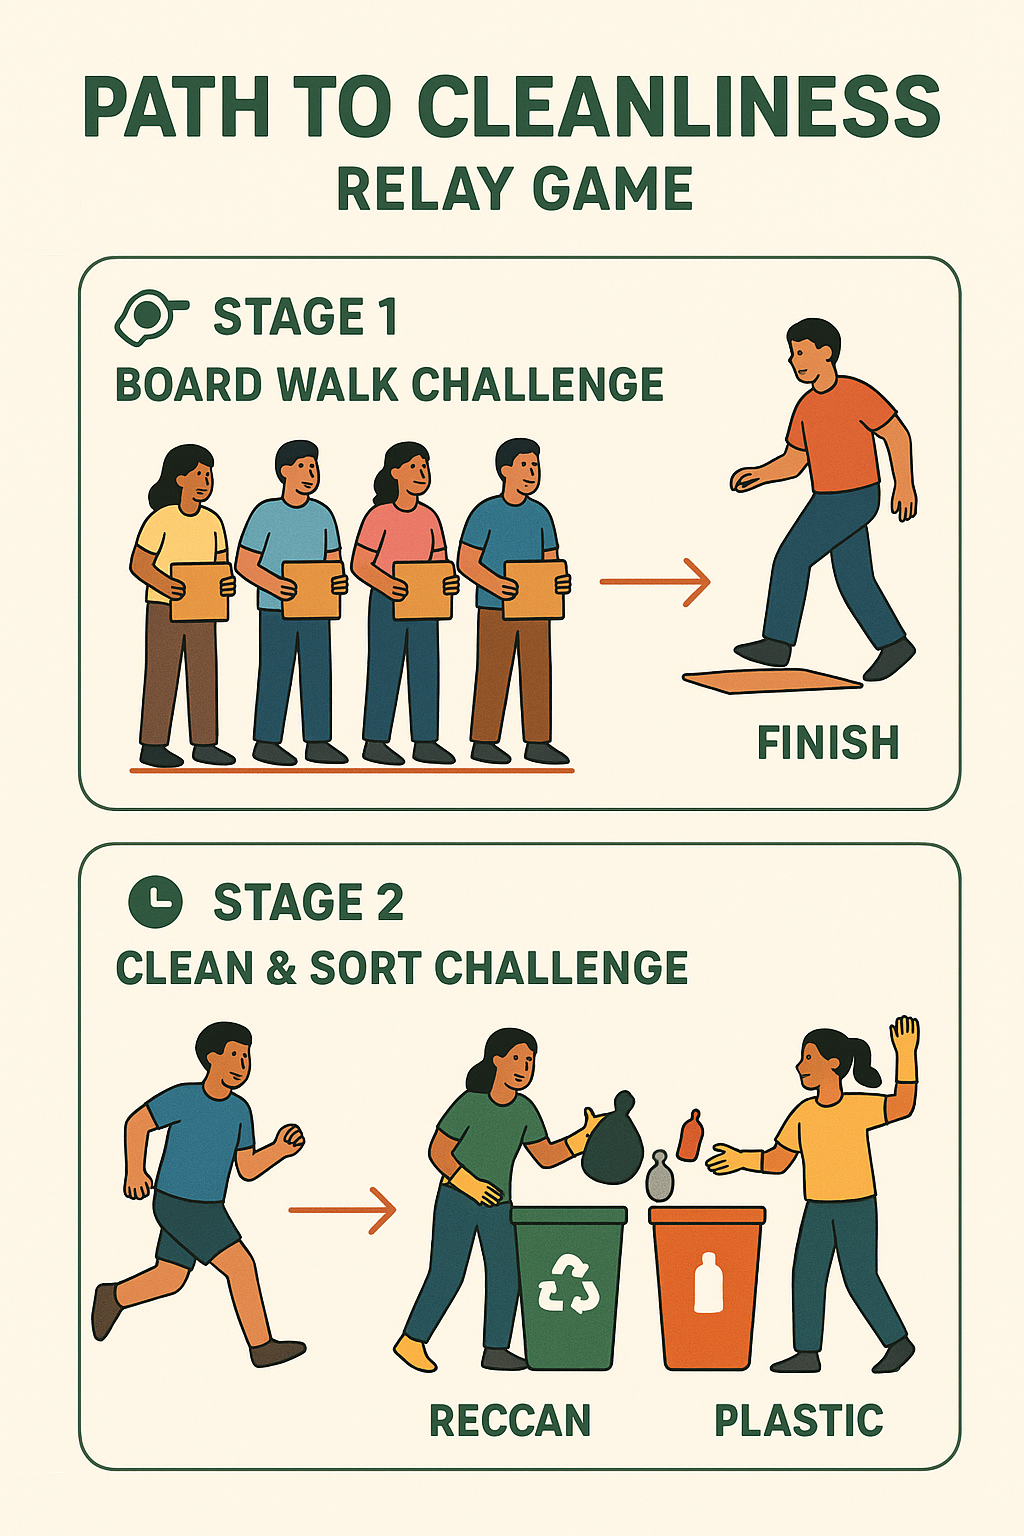 PATH TO CLEANLINESS
RELAY GAME
STAGE 1
BOARD WALK CHALLENGE
FINISH
STAGE 2
CLEAN & SORT CHALLENGE
RECCAN
PLASTIC